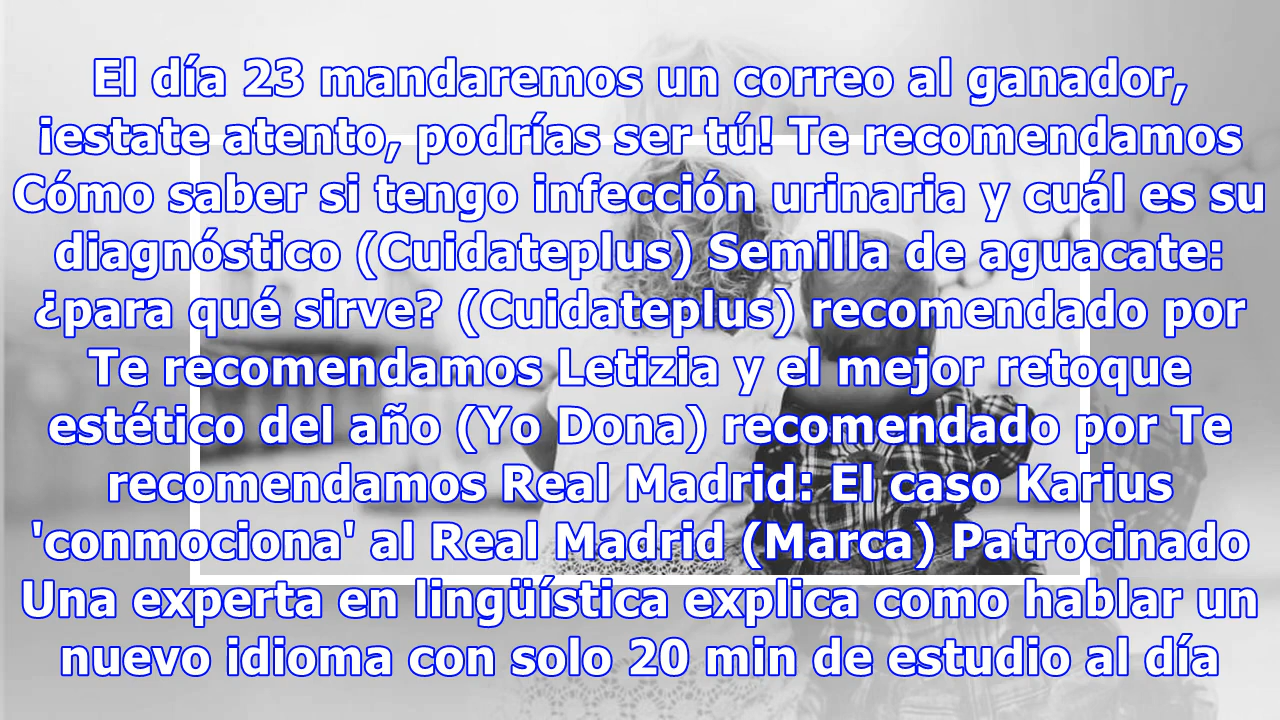 El día 23 mandaremos un correo al ganador,
¡estate atento, podrías ser tú! Te recomendamos
Cómo saber si tengo infección urinaria y cuál es su
diagnóstico (Cuidateplus) Semilla de aguacate:
¿para qué sirve? (Cuidateplus) recomendado por
Te recomendamos Letizia y el mejor retoque
estético del año (Yo Dona) recomendado por Te
recomendamos Real Madrid: El caso Karius
'conmociona' al Real Madrid (Marca) Patrocinado
Una experta en lingüística explica como hablar un
nuevo idioma con solo 20 min de estudio al día